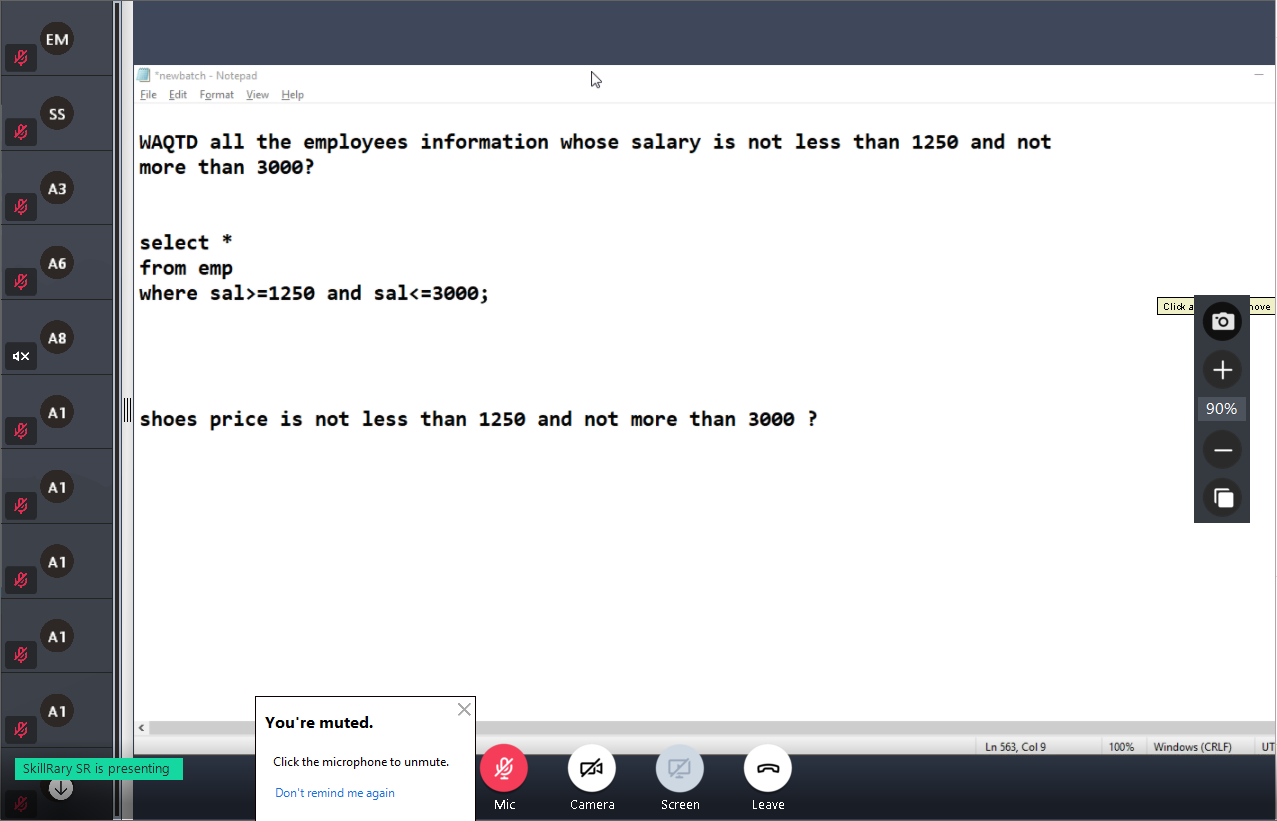 EM
SS
A3
A6
A8
A1
A1
A1
A1
A1
SkillRary SR is presenting
*newbatch - Notepad
File Edit Format View Help
WAQTD all the employees information whose salary is not less than 1250 and not
more than 3000?
select *
from emp
where sal>=1250 and sal<=3000;
shoes price is not less than 1250 and not more than 3000 ?
Click a
90%
Ln 563, Col 9 100% Windows (CRLF)
You're muted.
Click the microphone to unmute.
Don't remind me again
Mic Camera Screen Leave